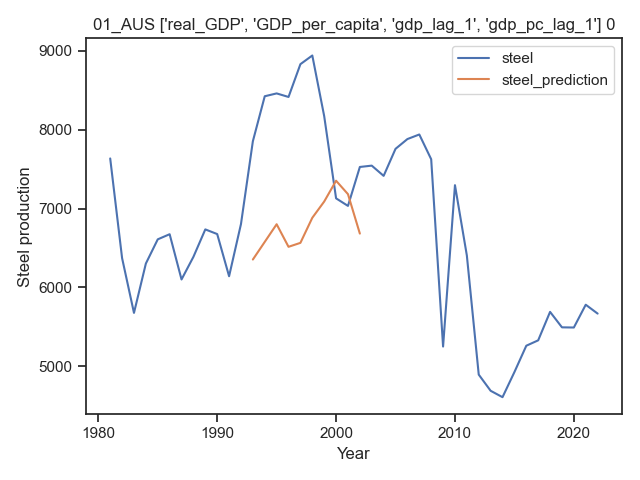 01_AUS ['real_GDP', 'GDP_per_capita', 'gdp_lag_1', 'gdp_pc_lag_1'] 0
steel
steel_prediction
9000
8000
7000
6000
5000
Steel production
1980
1990
2000
2010
2020
Year